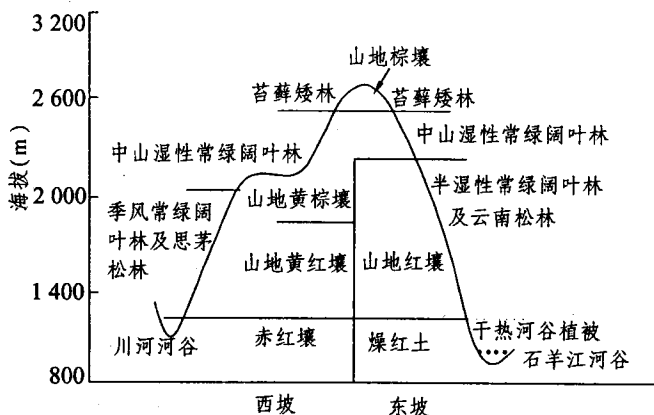 3 200
山地棕壤
2 600
苔藓矮林
苔藓矮林
中山湿性常绿阔叶林
中山湿性常绿阔叶林
海拔(m)
2 000
山地黄棕壤
半湿性常绿阔叶林
及云南松林
季风常绿阔
叶林及思茅
松林
山地黄红壤
山地红壤
1 400
川河河谷
赤红壤
燥红土
干热河谷植被
石羊江河谷
800
西坡
东坡